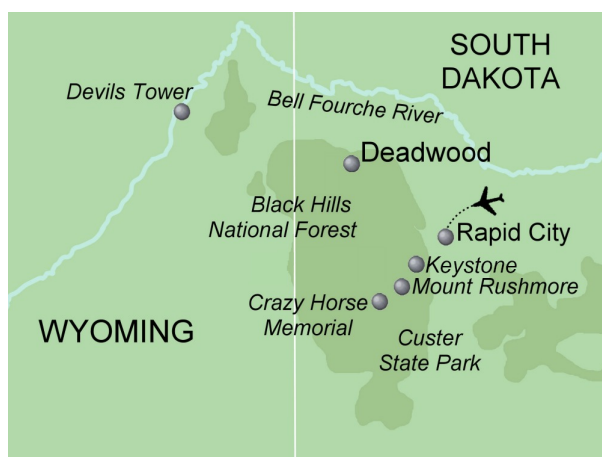 SOUTH
DAKOTA
Devils Tower
Bell Fourche River
Deadwood
Black Hills
National Forest
Rapid City
Keystone
Mount Rushmore
Crazy Horse
Memorial
WYOMING
Custer
State Park